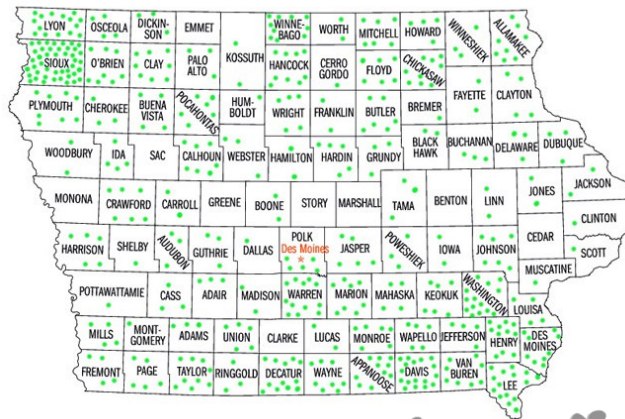 LYON
OSCEOLA
DICKIN-
SON
EMMET
KOSSUTH
WINNE-
BAGO
WORTH
MITCHELL
HOWARD
WINNESHIEK
ALLAMAKEE
SIOUX
O'BRIEN
CLAY
PALO
ALTO
HANCOCK
CERRO
GORDO
FLOYD
CHICKASAW
FAYETTE
CLAYTON
PLYMOUTH
CHEROKEE
BUENA
VISTA
POCAHONTAS
HUM-
BOLDT
WRIGHT
FRANKLIN
BUTLER
BREMER
WOODBURY
IDA
SAC
CALHOUN
WEBSTER
HAMILTON
HARDIN
GRUNDY
BLACK
HAWK
BUCHANAN
DELAWARE
DUBUQUE
MONONA
CRAWFORD
CARROLL
GREENE
BOONE
STORY
MARSHALL
TAMA
BENTON
LINN
JONES
JACKSON
CLINTON
HARRISON
SHELBY
AUDUBON
GUTHRIE
DALLAS
POLK
Des Moines
JASPER
POWESHIEK
IOWA
JOHNSON
CEDAR
SCOTT
MUSCATINE
POTTAWATTAMIE
CASS
ADAIR
MADISON
WARREN
MARION
MAHASKA
KEOKUK
WASHINGTON
LOUISA
MILLS
MONT-
GOMERY
ADAMS
UNION
CLARKE
LUCAS
MONROE
WAPELLO
JEFFERSON
HENRY
DES
MOINES
FREMONT
PAGE
TAYLOR
RINGGOLD
DECATUR
WAYNE
APPANOOSE
DAVIS
VAN
BUREN
LEE